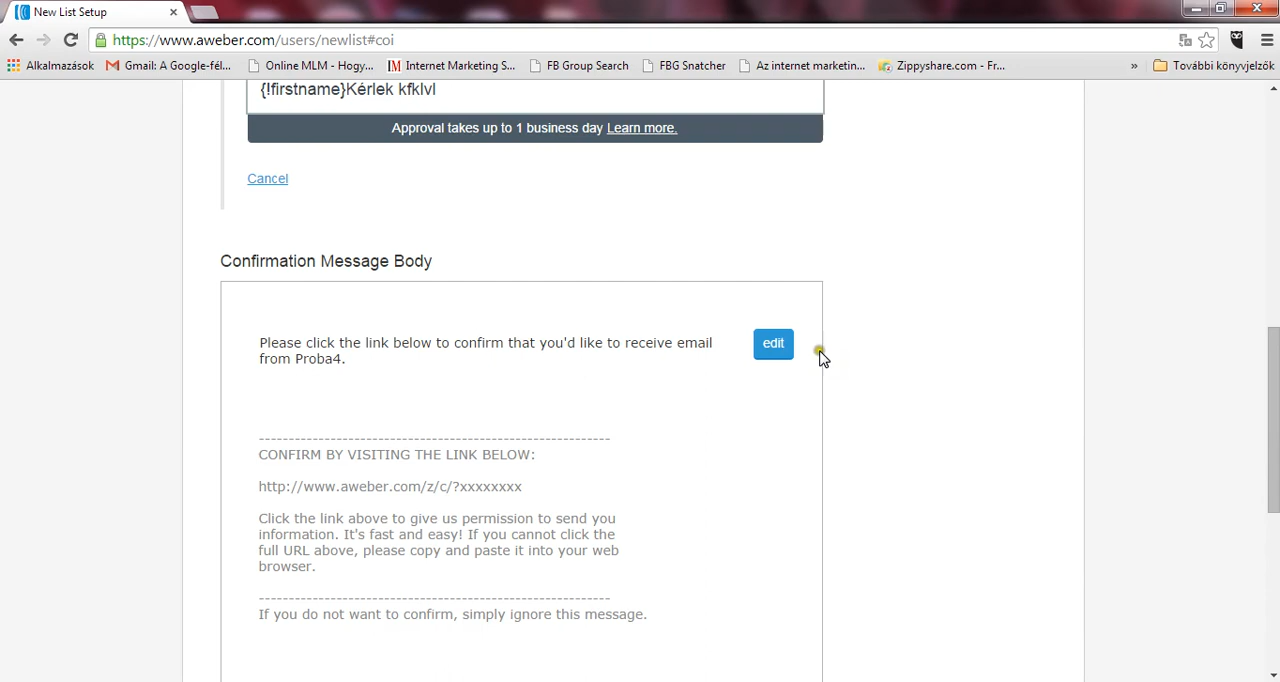 New List Setup
https://www.aweber.com/users/newlist#coi
Alkalmazások Gmail: A Google-fél... Online MLM - Hogy... Internet Marketing S... FB Group Search FBG Snatcher Az internet marketin... Zippyshare.com - Fr... » További könyvjelzők
{!firstname}Kérlek kfklvl
Approval takes up to 1 business day Learn more.
Cancel
Confirmation Message Body
Please click the link below to confirm that you'd like to receive email
from Proba4.
edit
-----------------------------------------------------------
CONFIRM BY VISITING THE LINK BELOW:
http://www.aweber.com/z/c/?xxxxxxxx
Click the link above to give us permission to send you
information. It's fast and easy! If you cannot click the
full URL above, please copy and paste it into your web
browser.
-----------------------------------------------------------
If you do not want to confirm, simply ignore this message.